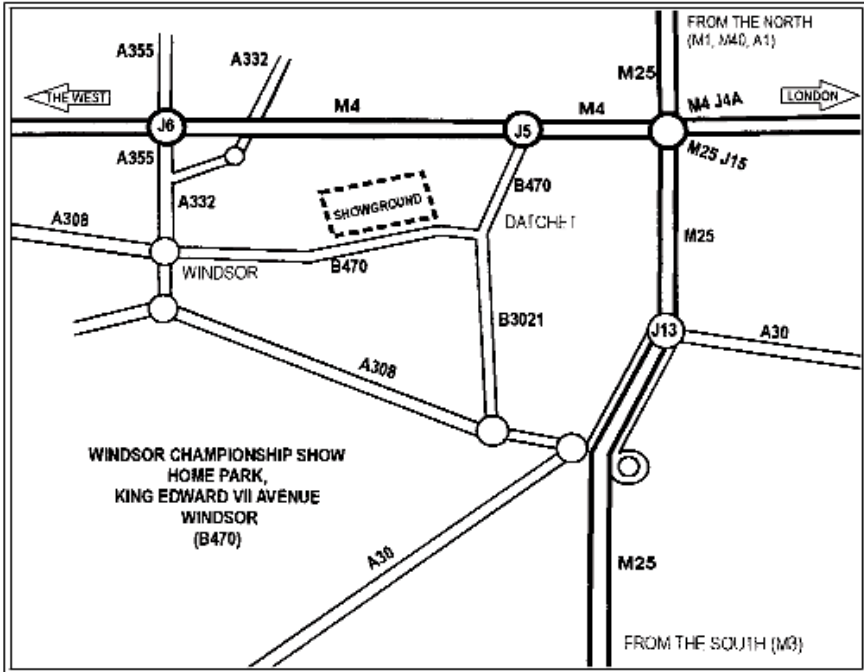 FROM THE NORTH
(M1, M40, A1)
A355
A332
M25
THE WEST
M4
M4
M4 J4A
LONDON
J6
J5
A355
M25 J15
B470
A332
SHOWGROUND
A308
DATCHET
M25
WINDSOR
B470
B3021
J13
A30
A308
WINDSOR CHAMPIONSHIP SHOW
HOME PARK,
KING EDWARD VII AVENUE
WINDSOR
(B470)
A30
M25
FROM THE SOUTH (M3)